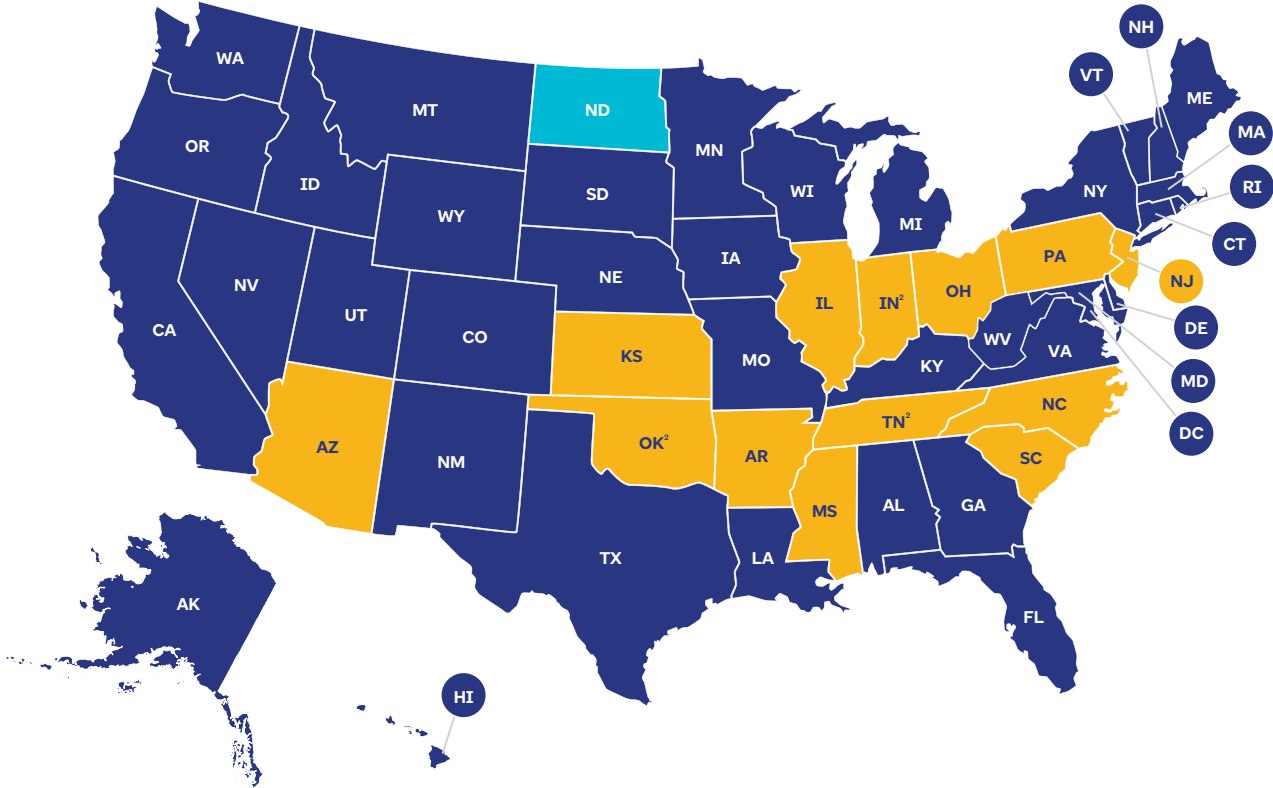 NH
WA
VT
ME
MT
ND
MA
OR
MN
ID
RI
WI
NY
SD
WY
MI
CT
PA
IA
NE
NJ
NV
OH
IL
IN²
UT
DE
CA
CO
WV
VA
KS
MO
KY
MD
NC
TN²
DC
AZ
OK²
AR
SC
NM
MS
AL
GA
TX
LA
AK
FL
HI